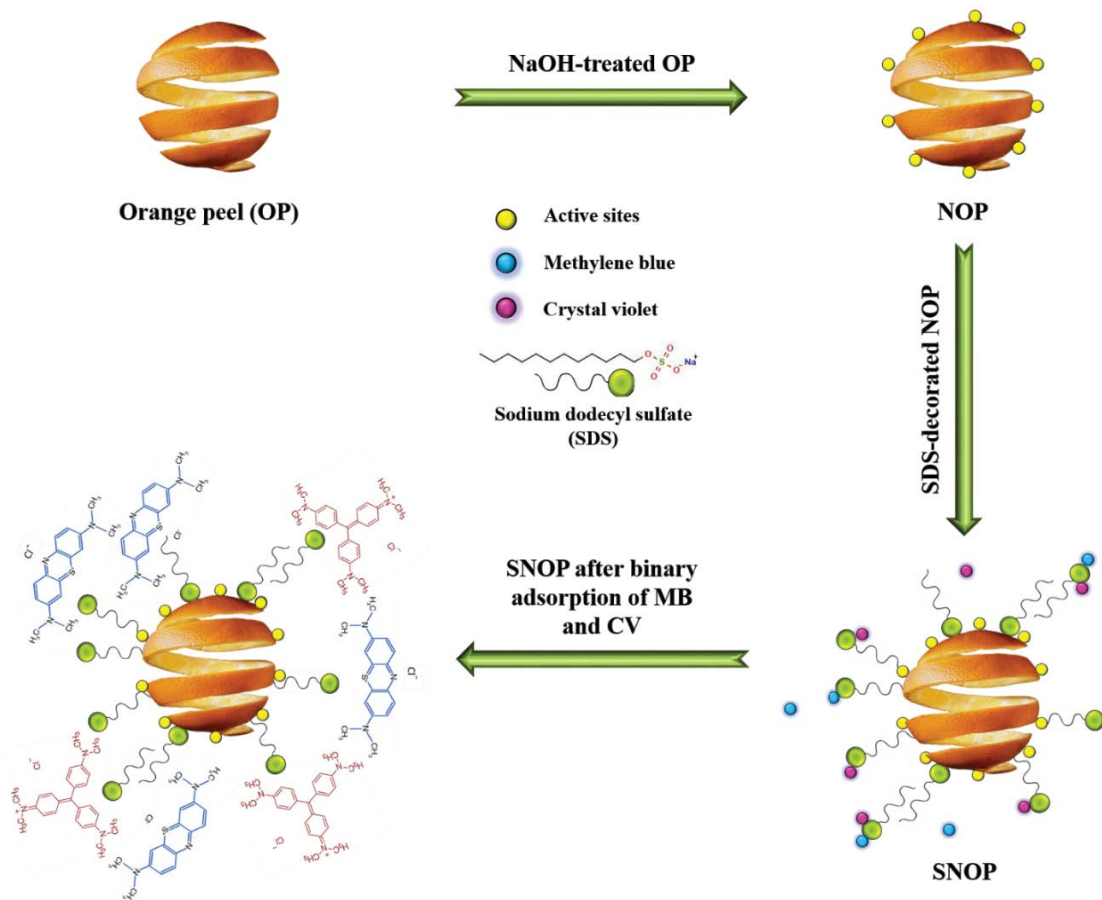 NaOH-treated OP
Orange peel (OP)
NOP
Active sites
Methylene blue
Crystal violet
Sodium dodecyl sulfate
(SDS)
SDS-decorated NOP
SNOP after binary
adsorption of MB
and CV
SNOP